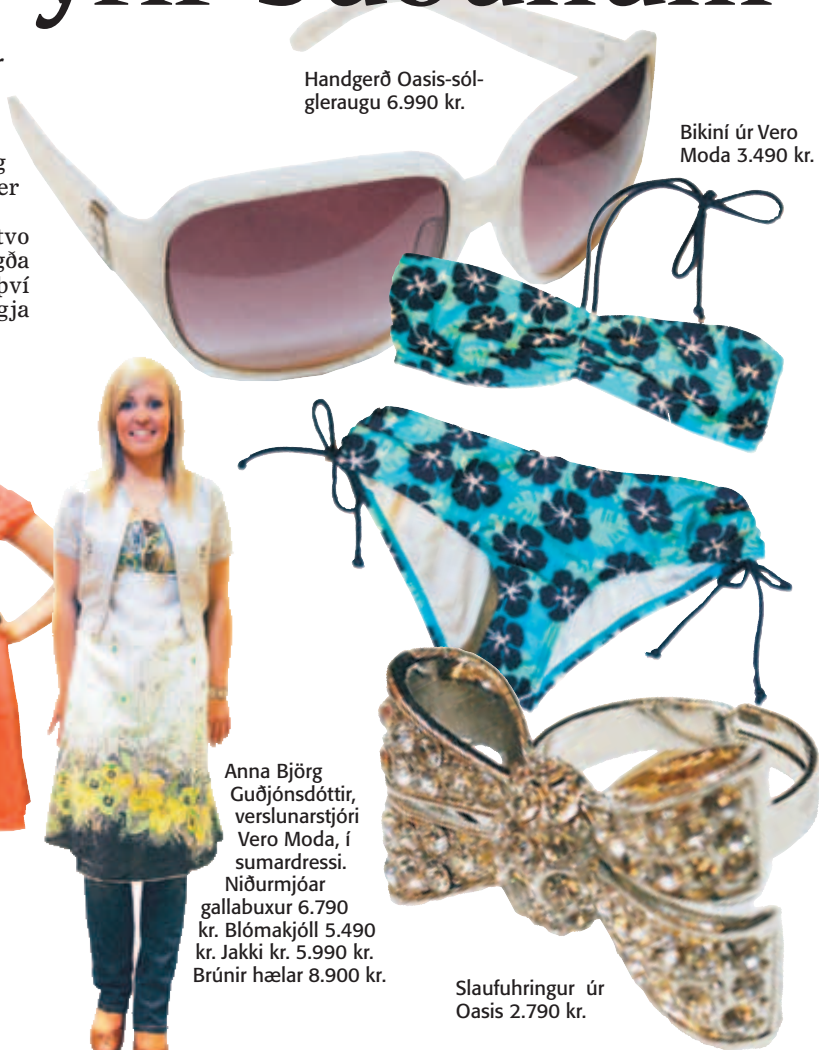 Handgerð Oasis-sól-
gleraugu 6.990 kr.
Bikiní úr Vero
Moda 3.490 kr.
tvo
því
Anna Björg
Guðjónsdóttir,
verslunarstjóri
Vero Moda, í
sumardressi.
Niðurmjóar
gallabuxur 6.790
kr. Blómakjóll 5.490
kr. Jakki kr. 5.990 kr.
Brúnir hælar 8.900 kr.
Slaufuhringur úr
Oasis 2.790 kr.